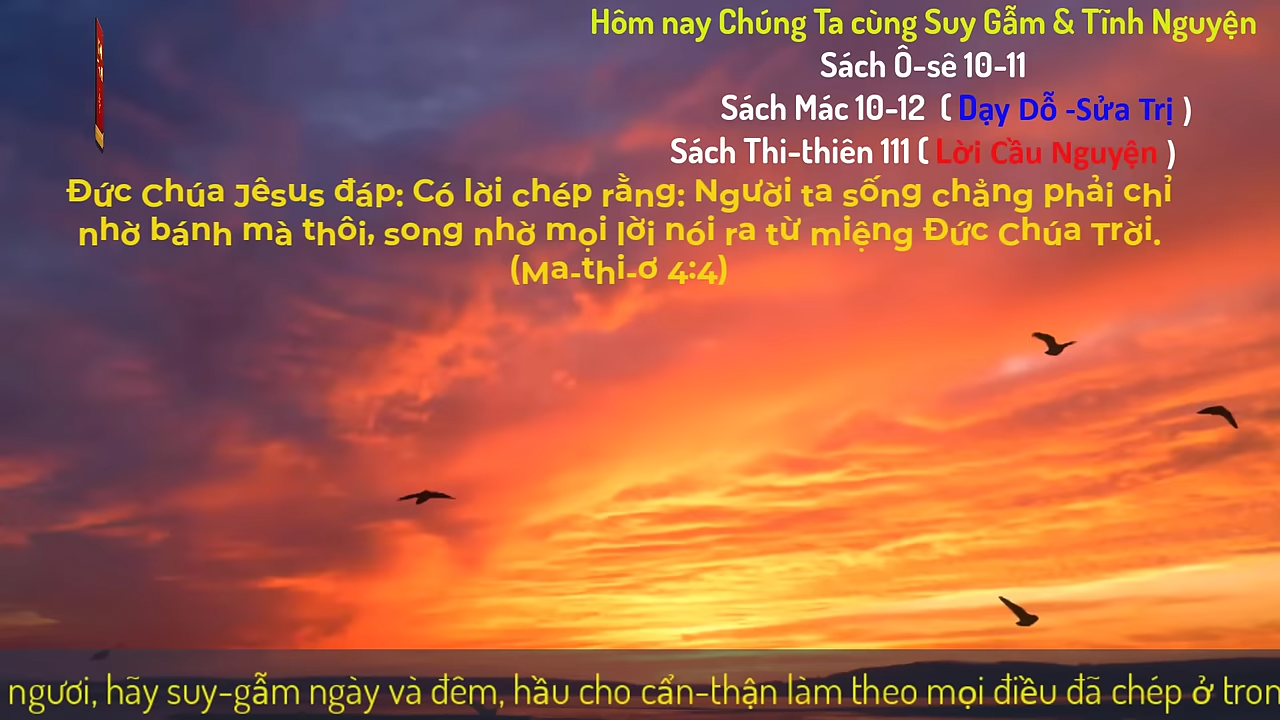 Hôm nay Chúng Ta cùng Suy Gẫm & Tĩnh Nguyện
Sách Ô-sê 10-11
Sách Mác 10-12 ( Dạy Dỗ -Sửa Trị )
Sách Thi-thiên 111 ( Lời Cầu Nguyện )
Đức Chúa Jêsus đáp: Có lời chép rằng: Người ta sống chẳng phải chỉ
nhờ bánh mà thôi, song nhờ mọi lời nói ra từ miệng Đức Chúa Trời.
(Ma-thi-ơ 4:4)
ngươi, hãy suy-gẫm ngày và đêm, hầu cho cẩn-thận làm theo mọi điều đã chép ở tron